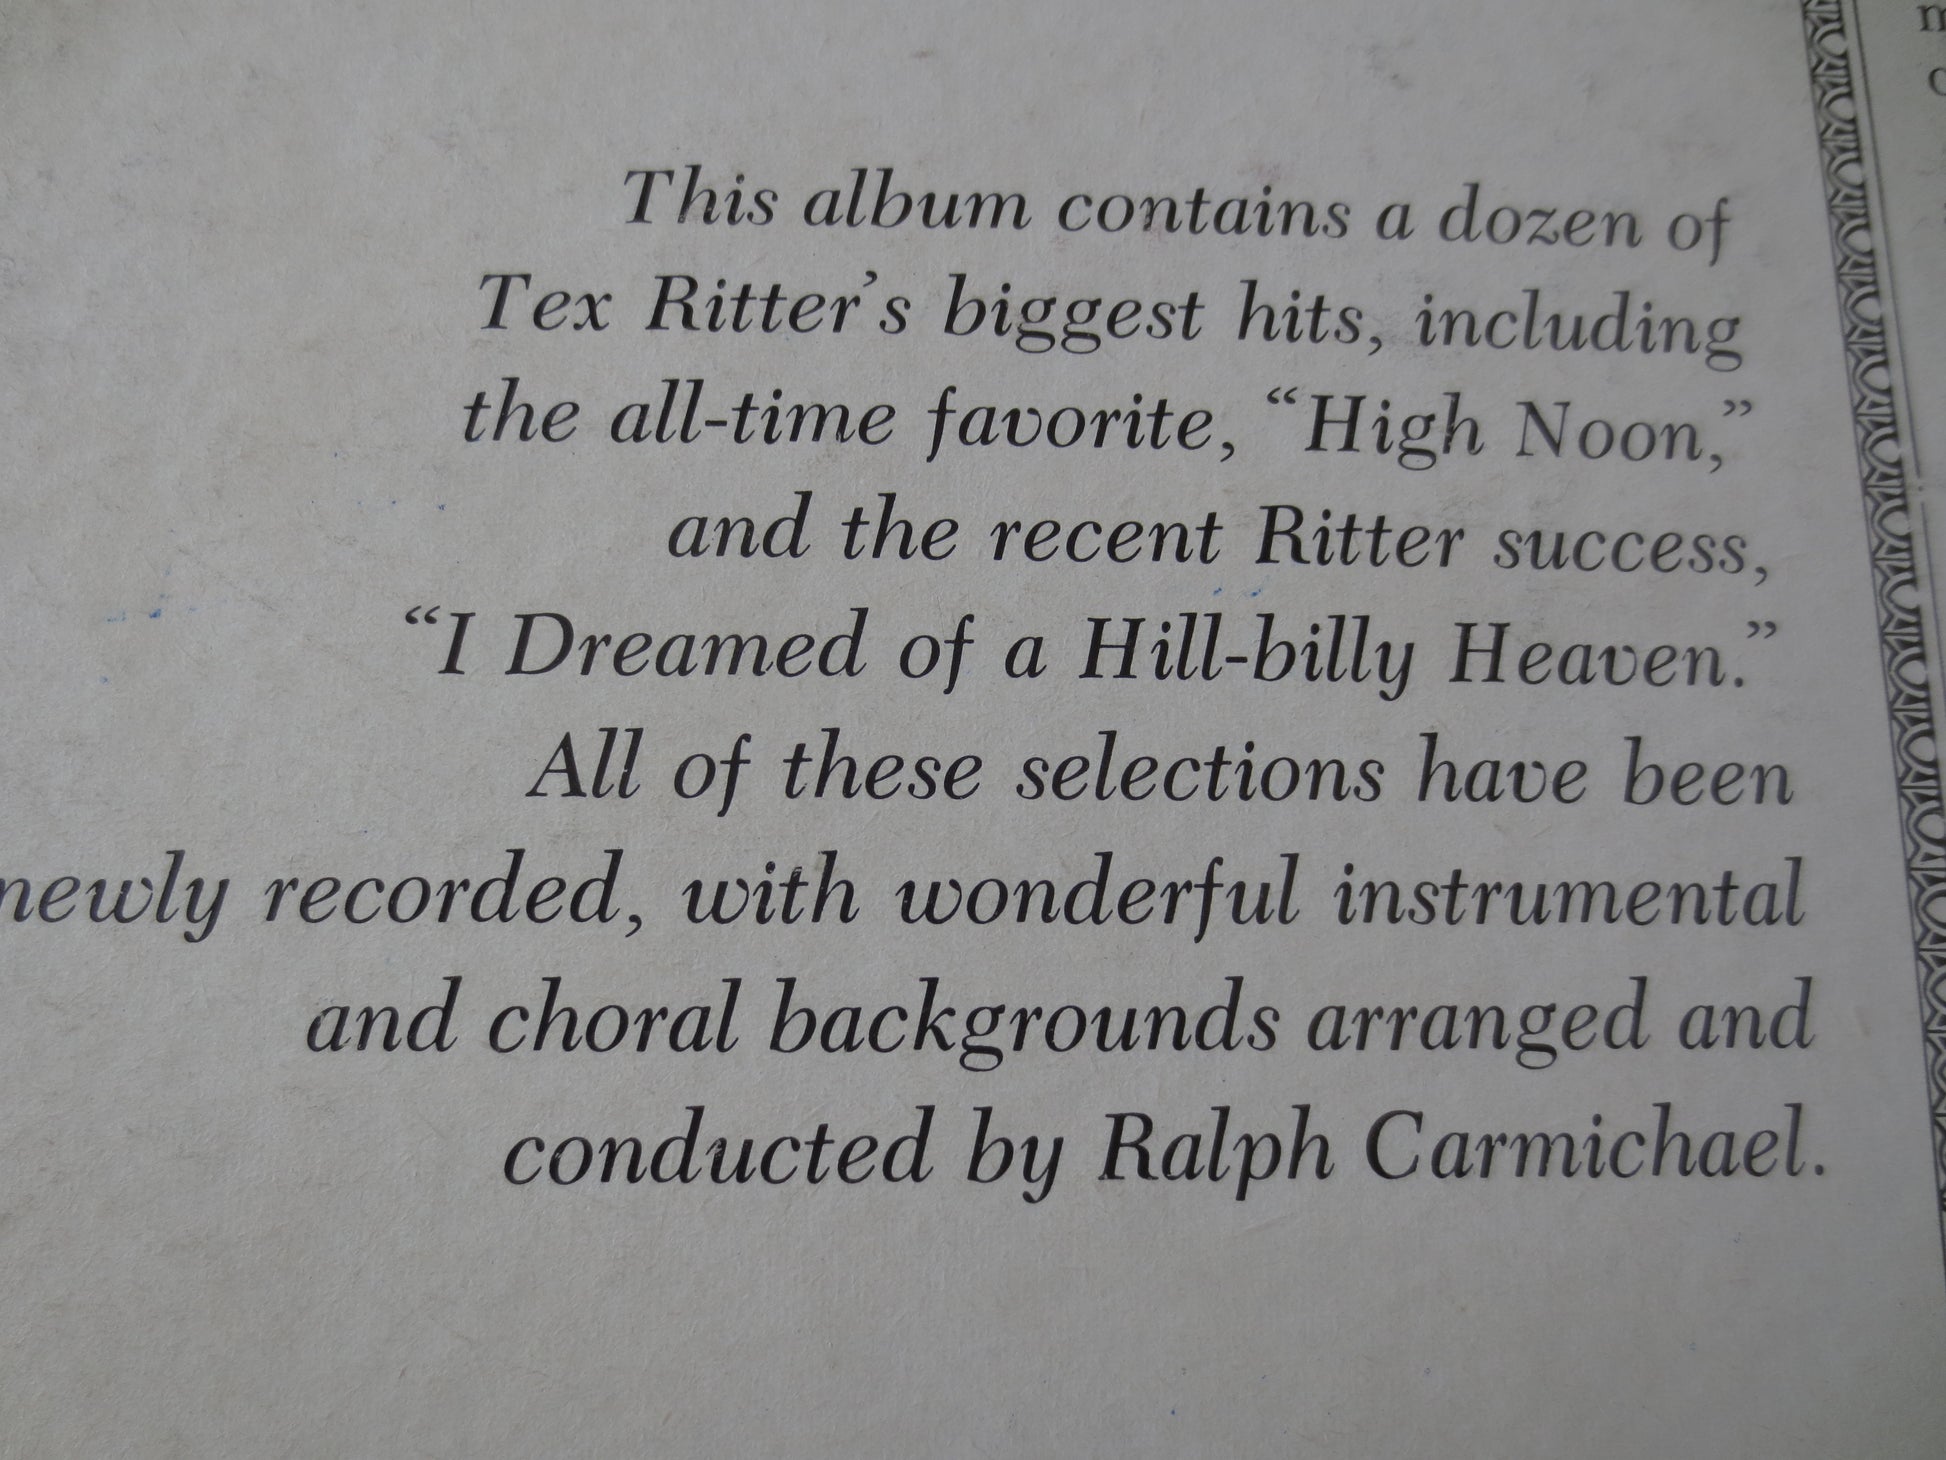 This album contains a dozen of
Tex Ritter's biggest hits, including
the all-time favorite, “High Noon,”
and the recent Ritter success,
“I Dreamed of a Hill-billy Heaven.”
All of these selections have been
newly recorded, with wonderful instrumental
and choral backgrounds arranged and
conducted by Ralph Carmichael.